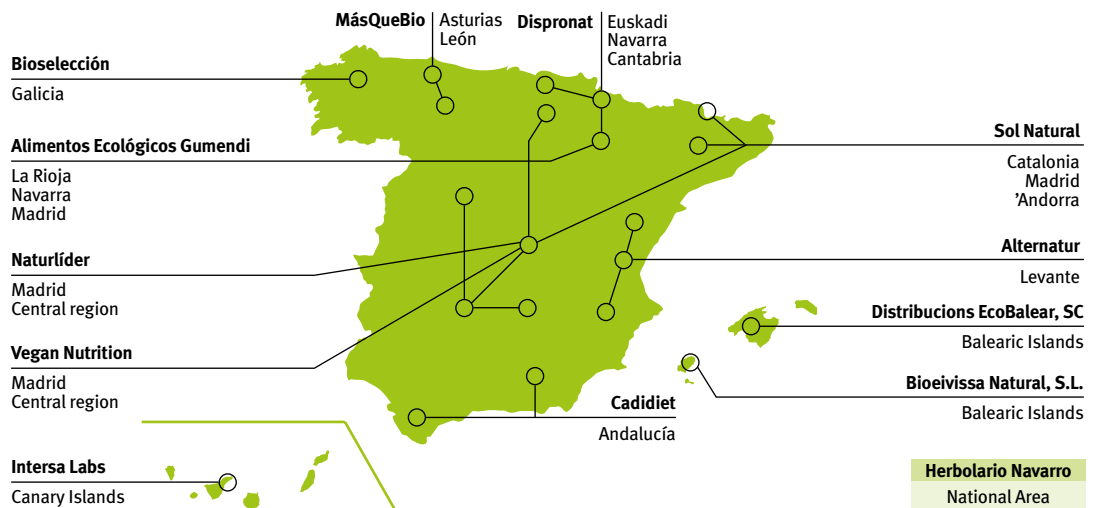 MásQueBio
Asturias
León
Dispronat
Euskadi
Navarra
Cantabria
Bioselección
Galicia
Alimentos Ecológicos Gumendi
La Rioja
Navarra
Madrid
Sol Natural
Catalonia
Madrid
’Andorra
Naturlíder
Madrid
Central region
Alternatur
Levante
Distribucions EcoBalear, SC
Balearic Islands
Vegan Nutrition
Madrid
Central region
Bioeivissa Natural, S.L.
Balearic Islands
Cadidiet
Andalucía
Intersa Labs
Canary Islands
Herbolario Navarro
National Area